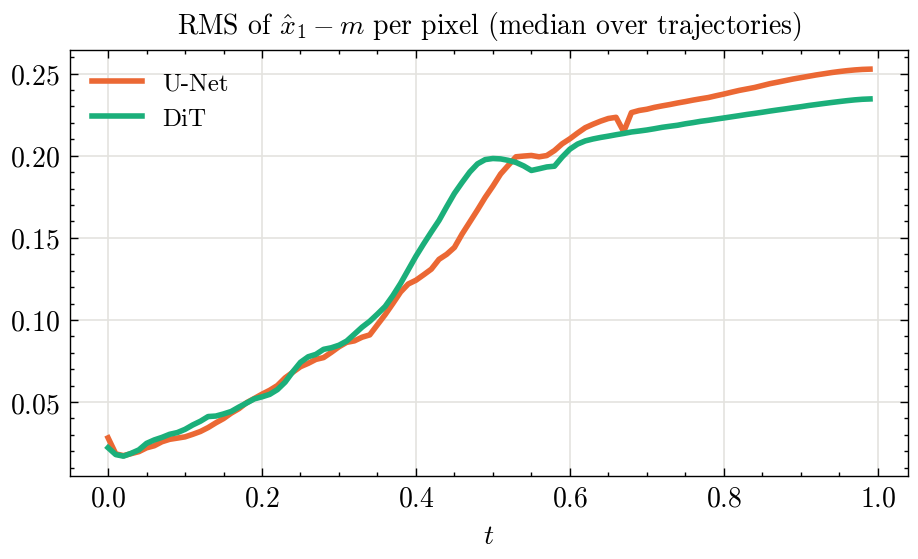 RMS of x̂₁ − m per pixel (median over trajectories)
U-Net
DiT
0.25
0.20
0.15
0.10
0.05
0.0 0.2 0.4 0.6 0.8 1.0
t